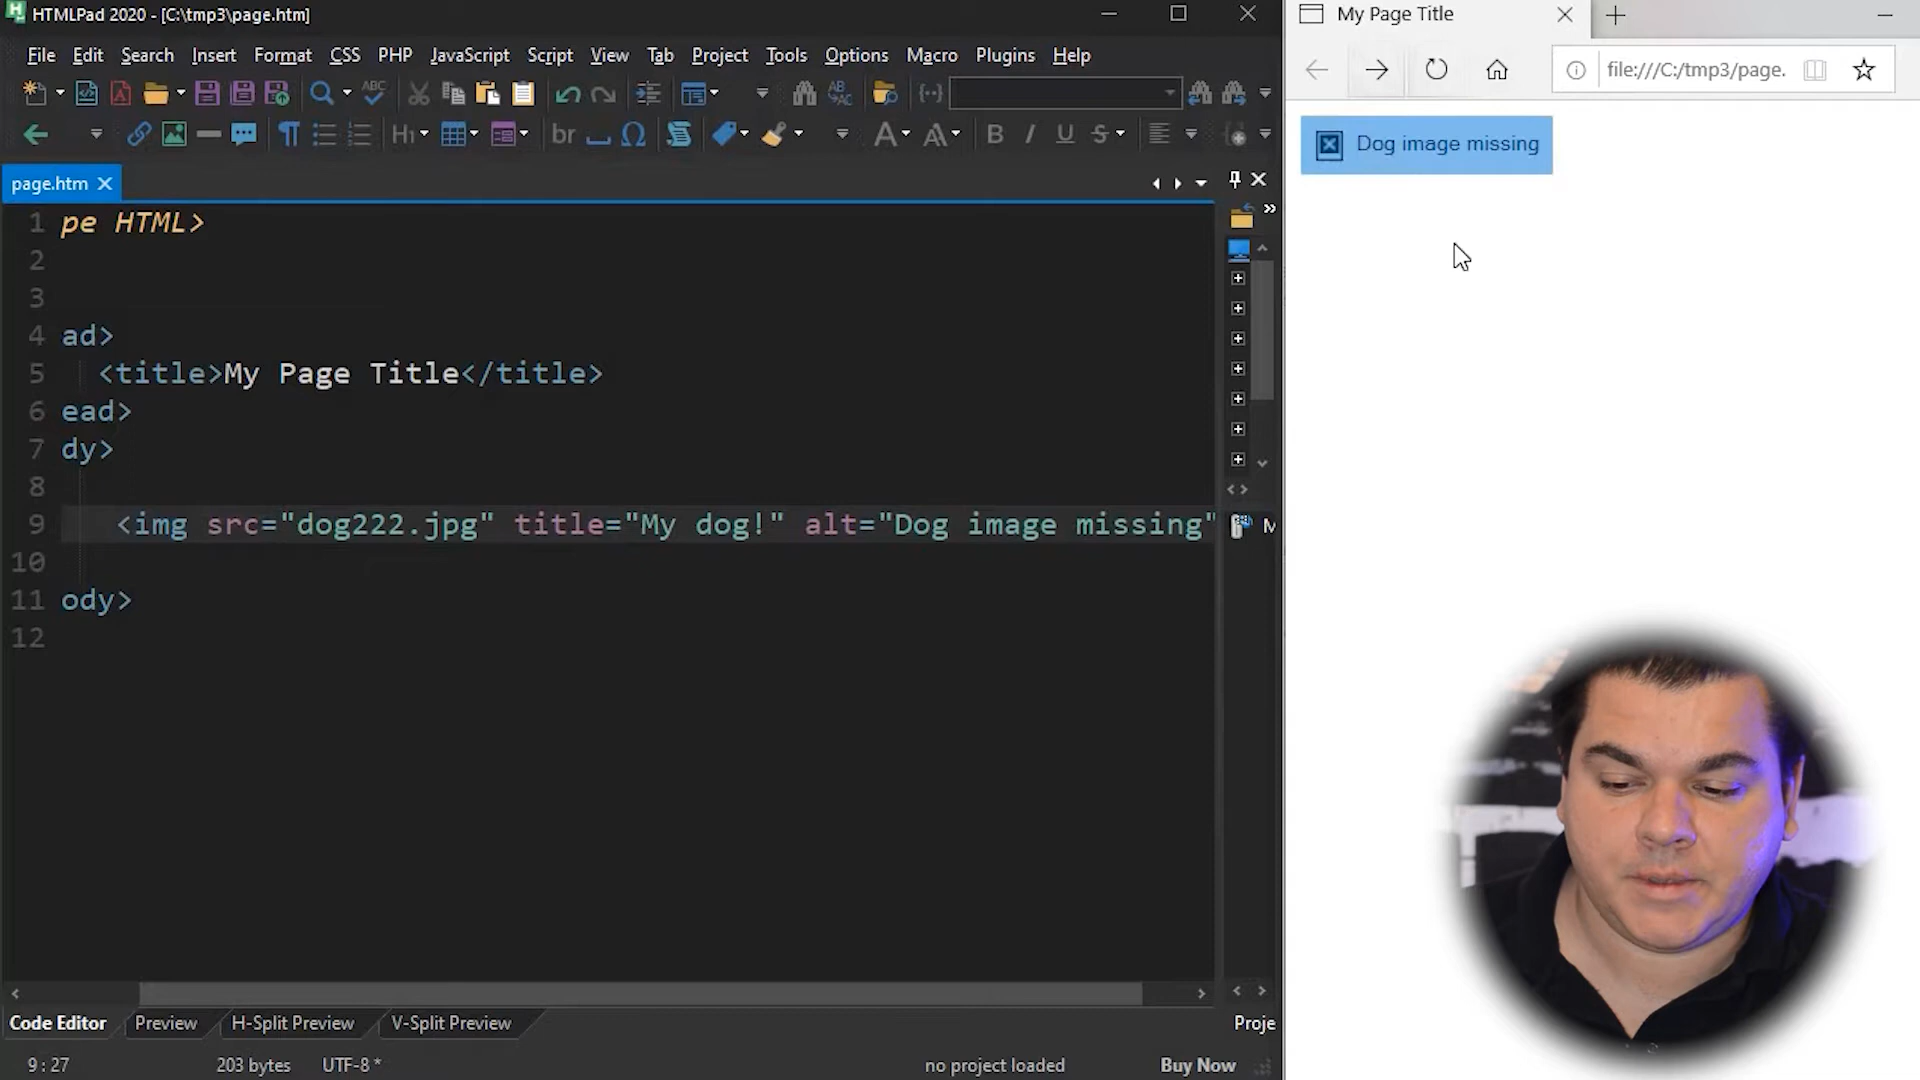 HTMLPad 2020 - [C:\tmp3\page.htm]
File Edit Search Insert Format CSS PHP JavaScript Script View Tab Project Tools Options Macro Plugins Help
ABC
H1 br Ω A A B I U S
page.htm
1 pe HTML>
2
3
4 ad>
5 <title>My Page Title</title>
6 ead>
7 dy>
8
9 <img src="dog222.jpg" title="My dog!" alt="Dog image missing"
10
11 ody>
12
M
Code Editor Preview H-Split Preview V-Split Preview
Proje
9 : 27 203 bytes UTF-8 * no project loaded Buy Now
My Page Title
file:///C:/tmp3/page.
Dog image missing